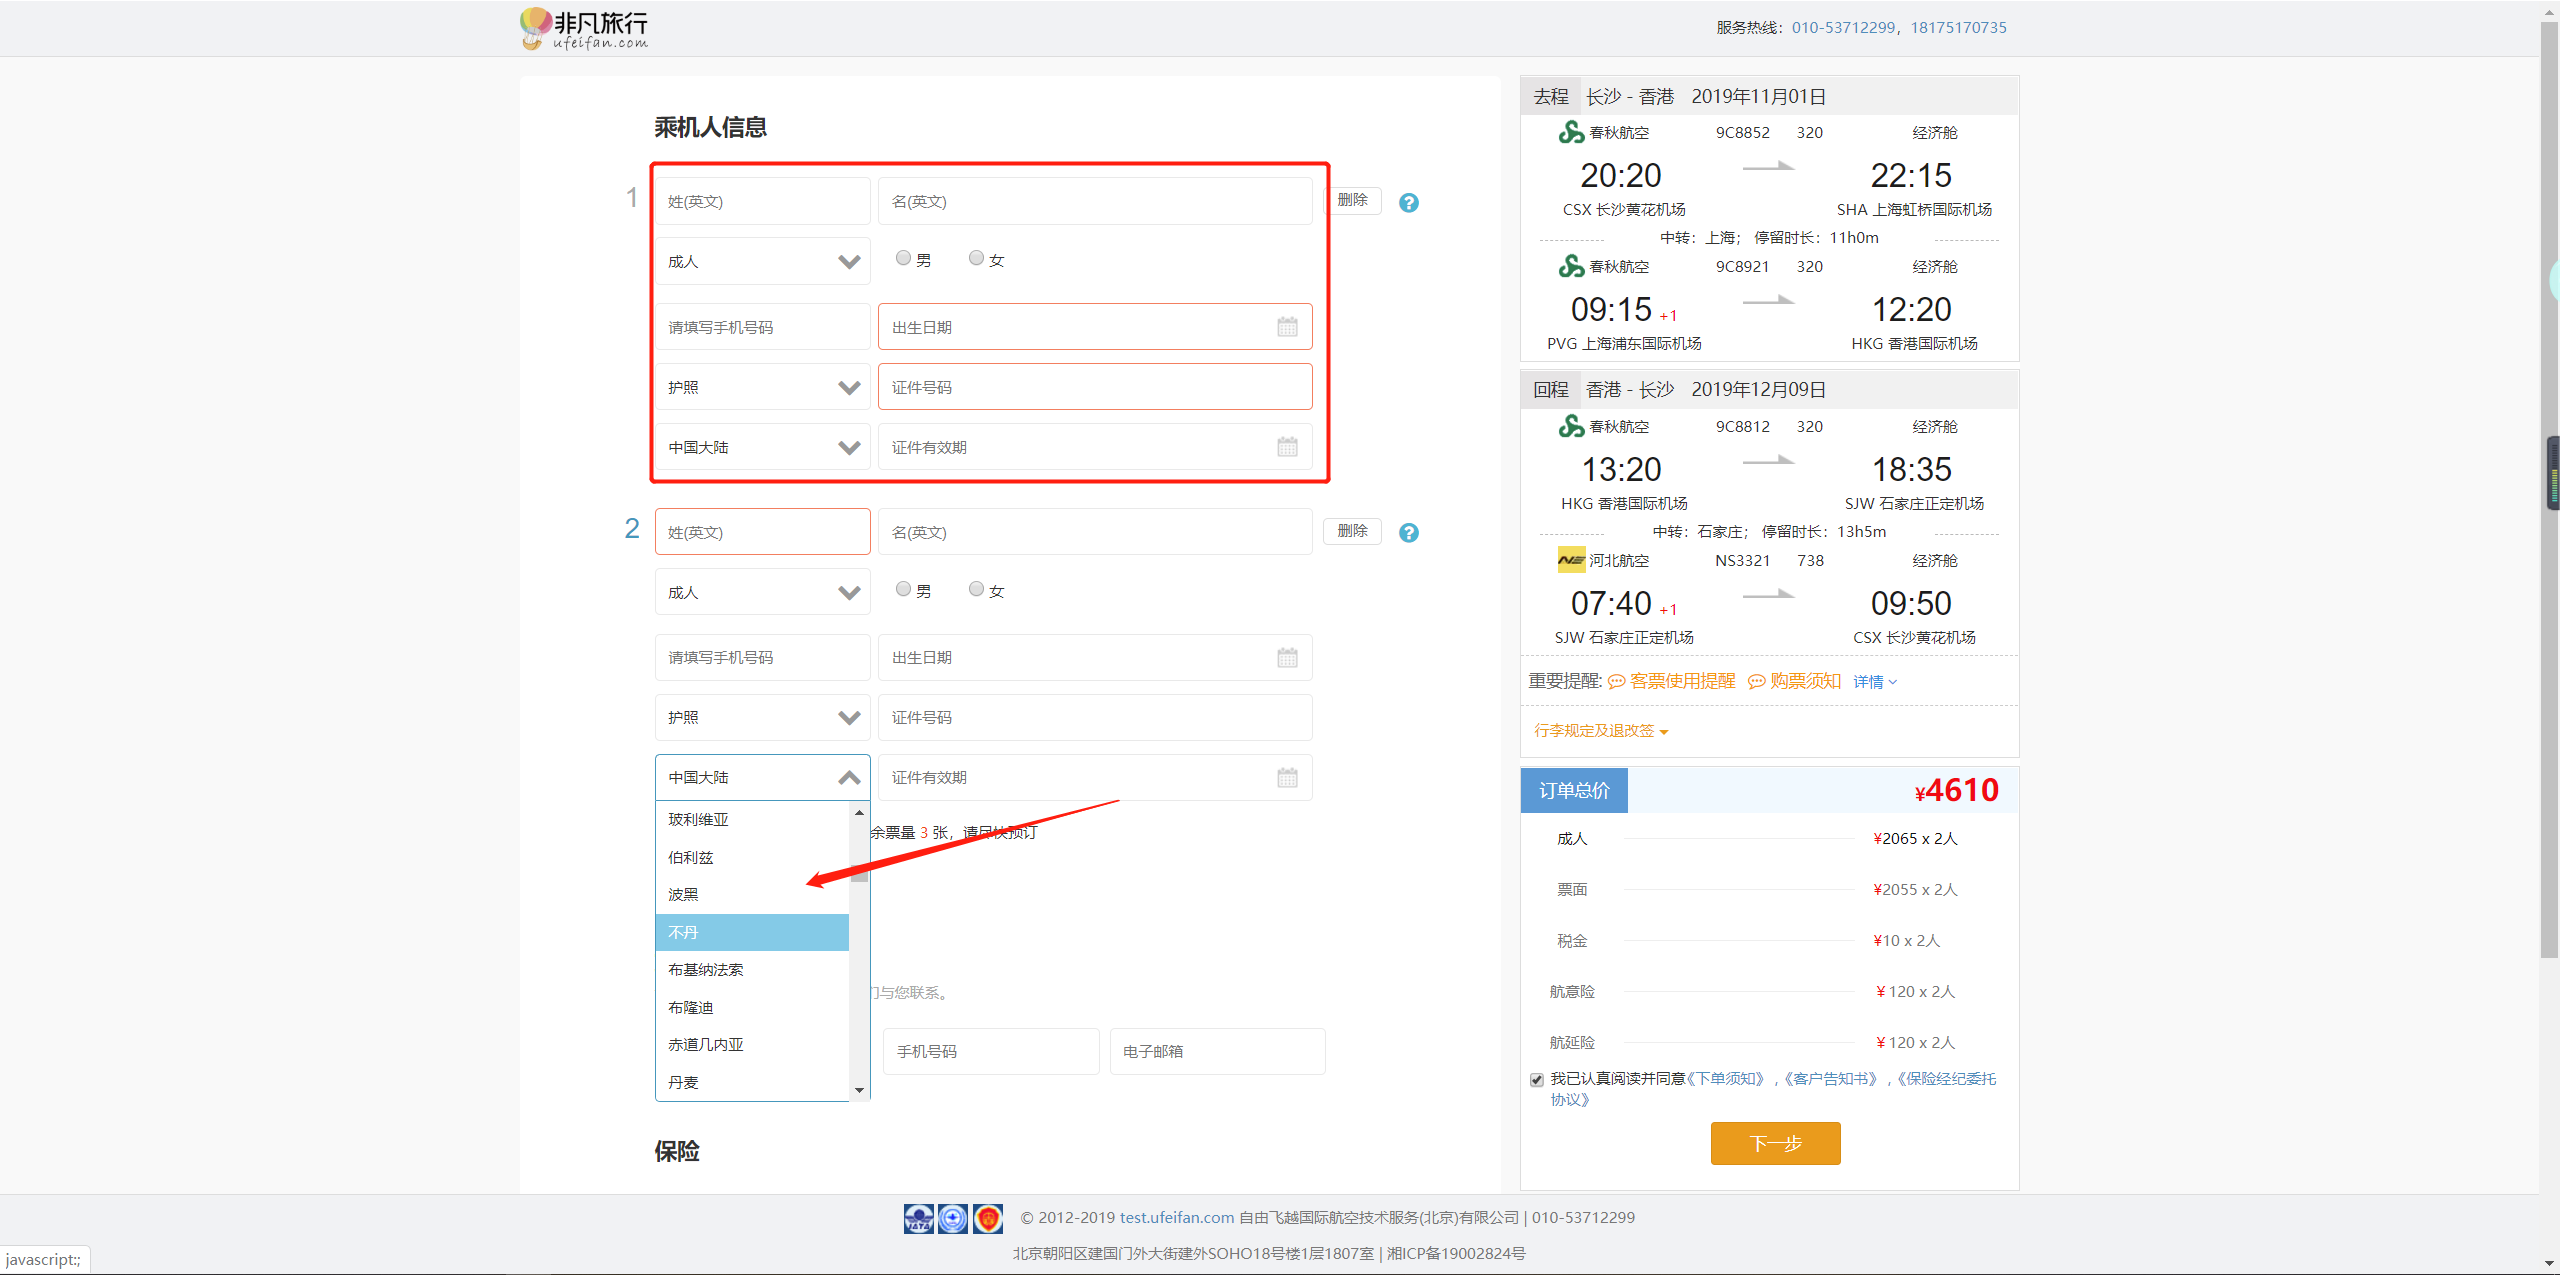 非凡旅行
ufeifan.com
服务热线：010-53712299，18175170735
乘机人信息
1
姓(英文)
名(英文)
删除
?
成人
男
女
请填写手机号码
出生日期
护照
证件号码
中国大陆
证件有效期
2
姓(英文)
名(英文)
删除
?
成人
男
女
请填写手机号码
出生日期
护照
证件号码
中国大陆
证件有效期
玻利维亚
伯利兹
波黑
不丹
布基纳法索
布隆迪
赤道几内亚
丹麦
余票量 3 张，请尽快预订
们与您联系。
手机号码
电子邮箱
保险
去程 长沙 - 香港 2019年11月01日
春秋航空 9C8852 320 经济舱
20:20 22:15
CSX 长沙黄花机场 SHA 上海虹桥国际机场
中转：上海； 停留时长：11h0m
春秋航空 9C8921 320 经济舱
09:15 +1 12:20
PVG 上海浦东国际机场 HKG 香港国际机场
回程 香港 - 长沙 2019年12月09日
春秋航空 9C8812 320 经济舱
13:20 18:35
HKG 香港国际机场 SJW 石家庄正定机场
中转：石家庄； 停留时长：13h5m
河北航空 NS3321 738 经济舱
07:40 +1 09:50
SJW 石家庄正定机场 CSX 长沙黄花机场
重要提醒: 客票使用提醒 购票须知 详情
行李规定及退改签
订单总价 ¥4610
成人 ¥2065 x 2人
票面 ¥2055 x 2人
税金 ¥10 x 2人
航意险 ¥ 120 x 2人
航延险 ¥ 120 x 2人
我已认真阅读并同意《下单须知》,《客户告知书》,《保险经纪委托
协议》
下一步
© 2012-2019 test.ufeifan.com 自由飞越国际航空技术服务(北京)有限公司 | 010-53712299
北京朝阳区建国门外大街建外SOHO18号楼1层1807室 | 湘ICP备19002824号
javascript:;